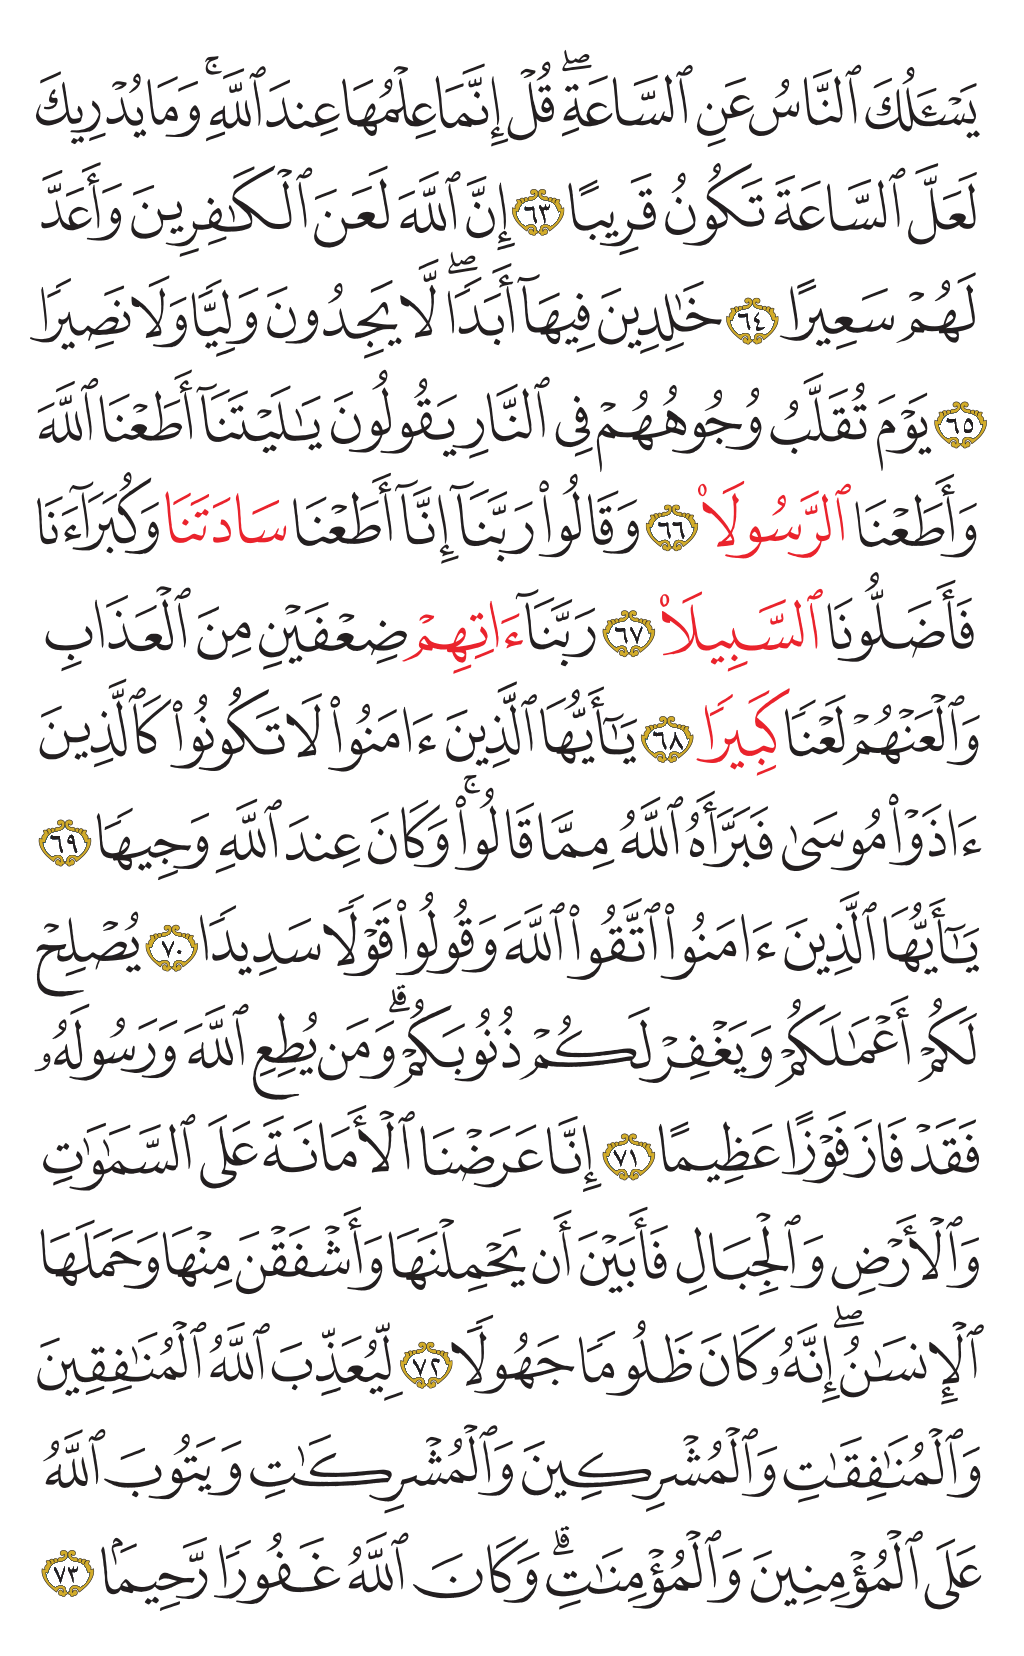 يَسْـَٔلُكَ ٱلنَّاسُ عَنِ ٱلسَّاعَةِۖ قُلْ إِنَّمَا عِلْمُهَا عِندَ ٱللَّهِۚ وَمَا يُدْرِيكَ
لَعَلَّ ٱلسَّاعَةَ تَكُونُ قَرِيبًا ٦٣ إِنَّ ٱللَّهَ لَعَنَ ٱلْكَٰفِرِينَ وَأَعَدَّ
لَهُمْ سَعِيرًا ٦٤ خَٰلِدِينَ فِيهَآ أَبَدًاۖ لَّا يَجِدُونَ وَلِيًّا وَلَا نَصِيرًا
٦٥ يَوْمَ تُقَلَّبُ وُجُوهُهُمْ فِى ٱلنَّارِ يَقُولُونَ يَٰلَيْتَنَآ أَطَعْنَا ٱللَّهَ
وَأَطَعْنَا ٱلرَّسُولَا۠ ٦٦ وَقَالُوا۟ رَبَّنَآ إِنَّآ أَطَعْنَا سَادَتَنَا وَكُبَرَآءَنَا
فَأَضَلُّونَا ٱلسَّبِيلَا۠ ٦٧ رَبَّنَآ ءَاتِهِمْ ضِعْفَيْنِ مِنَ ٱلْعَذَابِ
وَٱلْعَنْهُمْ لَعْنًا كَبِيرًا ٦٨ يَٰٓأَيُّهَا ٱلَّذِينَ ءَامَنُوا۟ لَا تَكُونُوا۟ كَٱلَّذِينَ
ءَاذَوْا۟ مُوسَىٰ فَبَرَّأَهُ ٱللَّهُ مِمَّا قَالُوا۟ۚ وَكَانَ عِندَ ٱللَّهِ وَجِيهًا ٦٩
يَٰٓأَيُّهَا ٱلَّذِينَ ءَامَنُوا۟ ٱتَّقُوا۟ ٱللَّهَ وَقُولُوا۟ قَوْلًا سَدِيدًا ٧٠ يُصْلِحْ
لَكُمْ أَعْمَٰلَكُمْ وَيَغْفِرْ لَكُمْ ذُنُوبَكُمْۗ وَمَن يُطِعِ ٱللَّهَ وَرَسُولَهُۥ
فَقَدْ فَازَ فَوْزًا عَظِيمًا ٧١ إِنَّا عَرَضْنَا ٱلْأَمَانَةَ عَلَى ٱلسَّمَٰوَٰتِ
وَٱلْأَرْضِ وَٱلْجِبَالِ فَأَبَيْنَ أَن يَحْمِلْنَهَا وَأَشْفَقْنَ مِنْهَا وَحَمَلَهَا
ٱلْإِنسَٰنُۖ إِنَّهُۥ كَانَ ظَلُومًا جَهُولًا ٧٢ لِّيُعَذِّبَ ٱللَّهُ ٱلْمُنَٰفِقِينَ
وَٱلْمُنَٰفِقَٰتِ وَٱلْمُشْرِكِينَ وَٱلْمُشْرِكَٰتِ وَيَتُوبَ ٱللَّهُ
عَلَى ٱلْمُؤْمِنِينَ وَٱلْمُؤْمِنَٰتِۗ وَكَانَ ٱللَّهُ غَفُورًا رَّحِيمًۢا ٧٣